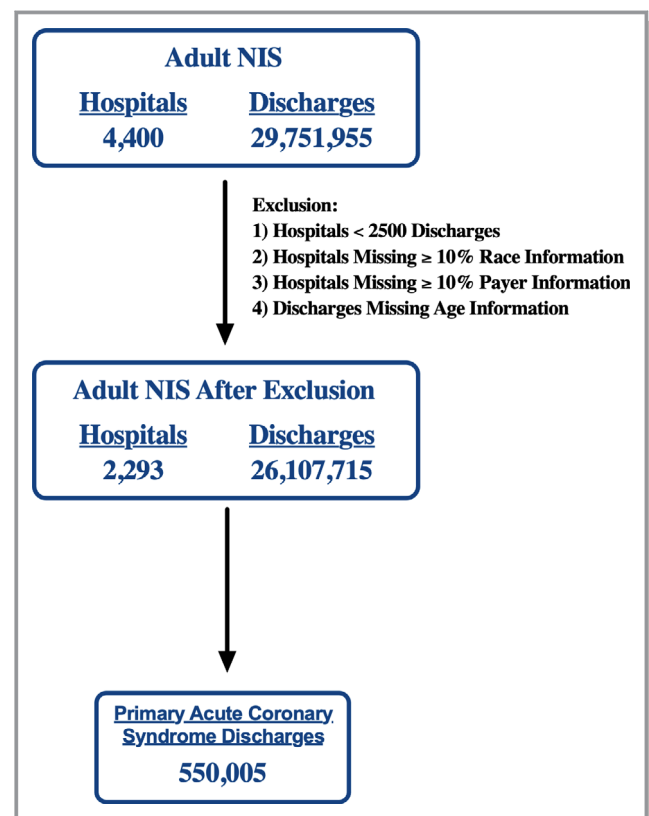 Adult NIS
Hospitals Discharges
4,400 29,751,955
Exclusion:
1) Hospitals < 2500 Discharges
2) Hospitals Missing ≥ 10% Race Information
3) Hospitals Missing ≥ 10% Payer Information
4) Discharges Missing Age Information
Adult NIS After Exclusion
Hospitals Discharges
2,293 26,107,715
Primary Acute Coronary
Syndrome Discharges
550,005